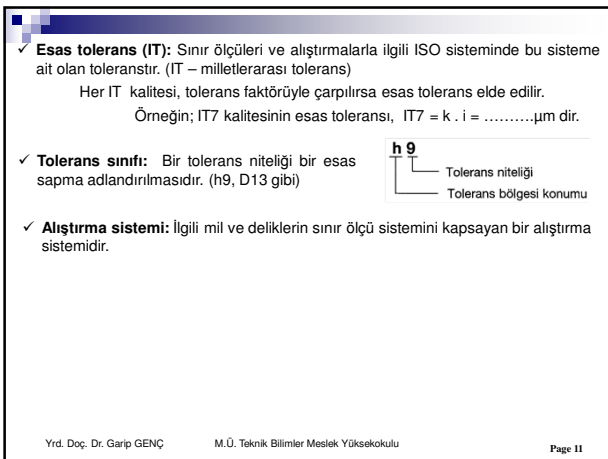 ✓ Esas tolerans (IT): Sınır ölçüleri ve alıştırmalarla ilgili ISO sisteminde bu sisteme
ait olan toleranstır. (IT – milletlerarası tolerans)
Her IT kalitesi, tolerans faktörüyle çarpılırsa esas tolerans elde edilir.
Örneğin; IT7 kalitesinin esas toleransı, IT7 = k . i = ……….µm dir.
✓ Tolerans sınıfı: Bir tolerans niteliği bir esas
sapma adlandırılmasıdır. (h9, D13 gibi)
h 9
Tolerans niteliği
Tolerans bölgesi konumu
✓ Alıştırma sistemi: İlgili mil ve deliklerin sınır ölçü sistemini kapsayan bir alıştırma
sistemidir.
Yrd. Doç. Dr. Garip GENÇ M.Ü. Teknik Bilimler Meslek Yüksekokulu Page 11